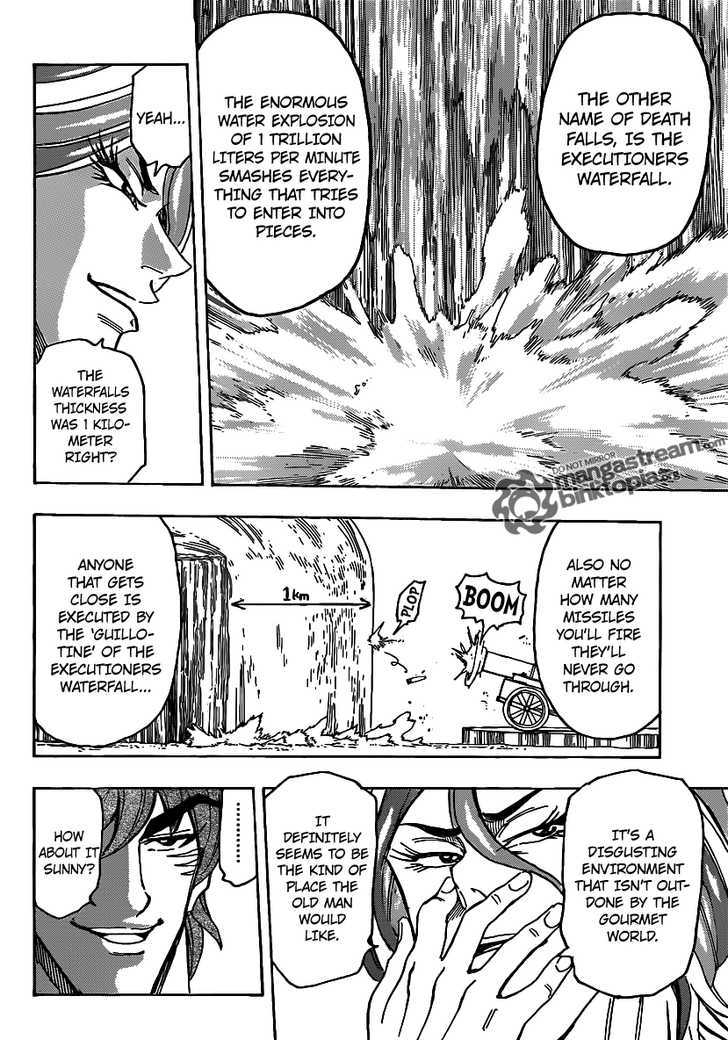 THE OTHER
NAME OF DEATH
FALLS, IS THE
EXECUTIONERS
WATERFALL.
THE ENORMOUS
WATER EXPLOSION
OF 1 TRILLION
LITERS PER MINUTE
SMASHES EVERY-
THING THAT TRIES
TO ENTER INTO
PIECES.
YEAH...
THE
WATERFALLS
THICKNESS
WAS 1 KILO-
METER
RIGHT?
DO NOT MIRROR
mangastream.com
binktopia
ALSO NO
MATTER
HOW MANY
MISSILES
YOU'LL FIRE
THEY'LL
NEVER GO
THROUGH.
BOOM
PLOP
1km
ANYONE
THAT GETS
CLOSE IS
EXECUTED BY
THE 'GUILLO-
TINE' OF THE
EXECUTIONERS
WATERFALL...
IT'S A
DISGUSTING
ENVIRONMENT
THAT ISN'T OUT-
DONE BY THE
GOURMET
WORLD.
IT
DEFINITELY
SEEMS TO BE
THE KIND OF
PLACE THE
OLD MAN
WOULD
LIKE.
.........
HOW
ABOUT IT
SUNNY?